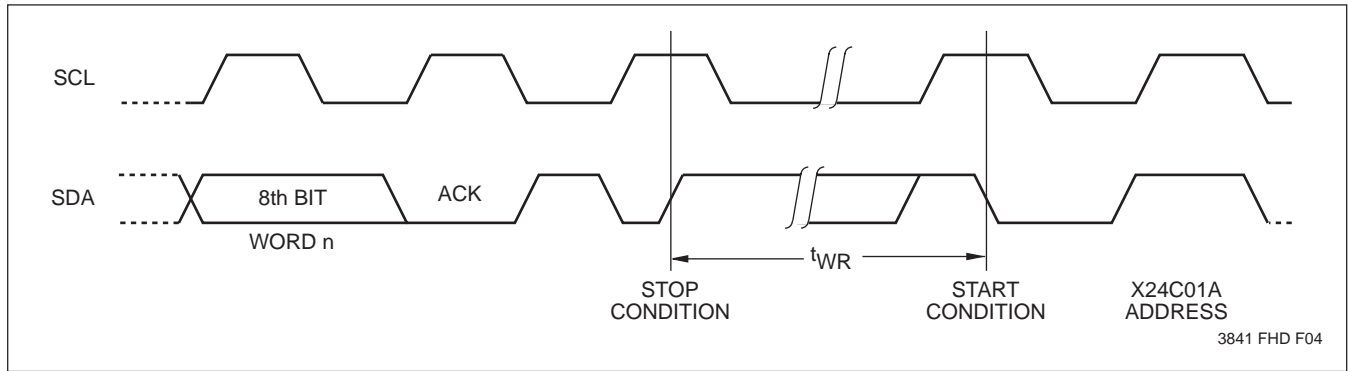 SCL
SDA
8th BIT
ACK
WORD n
tWR
STOP
CONDITION
START
CONDITION
X24C01A
ADDRESS
3841 FHD F04